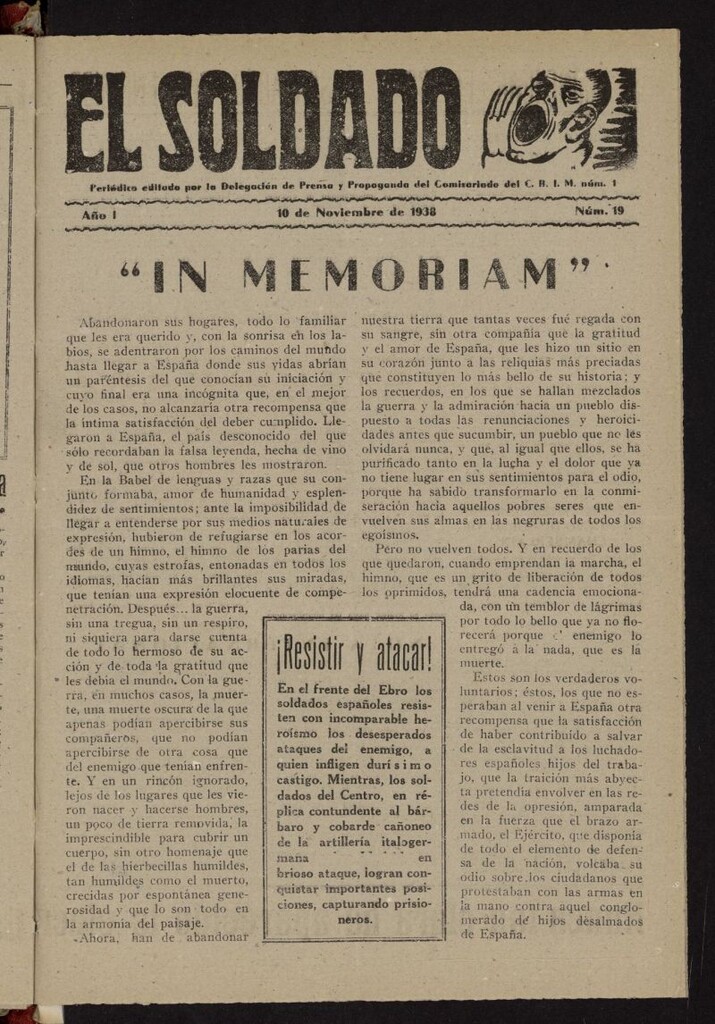 EL SOLDADO
Periódico editado por la Delegación de Prensa y Propaganda del Comisariado del C. R. I. M. núm. 1
Año I 10 de Noviembre de 1938 Núm. 19
“IN MEMORIAM”
Abandonaron sus hogares, todo lo familiar
que les era querido y, con la sonrisa en los la-
bios, se adentraron por los caminos del mundo
hasta llegar a España donde sus vidas abrían
un paréntesis del que conocían su iniciación y
cuyo final era una incógnita que, en el mejor
de los casos, no alcanzaría otra recompensa que
la íntima satisfacción del deber cumplido. Lle-
garon a España, el país desconocido del que
sólo recordaban la falsa leyenda, hecha de vino
y de sol, que otros hombres les mostraron.
En la Babel de lenguas y razas que su con-
junto formaba, amor de humanidad y esplen-
didez de sentimientos; ante la imposibilidad de
llegar a entenderse por sus medios naturales de
expresión, hubieron de refugiarse en los acor-
des de un himno, el himno de los parias del
mundo, cuyas estrofas, entonadas en todos los
idiomas, hacían más brillantes sus miradas,
que tenían una expresión elocuente de compe-
netración. Después... la guerra,
sin una tregua, sin un respiro,
ni siquiera para darse cuenta
de todo lo hermoso de su ac-
ción y de toda la gratitud que
les debía el mundo. Con la gue-
rra, en muchos casos, la muer-
te, una muerte oscura de la que
apenas podían apercibirse sus
compañeros, que no podían
apercibirse de otra cosa que
del enemigo que tenían enfren-
te. Y en un rincón ignorado,
lejos de los lugares que les vie-
ron nacer y hacerse hombres,
un poco de tierra removida, la
imprescindible para cubrir un
cuerpo, sin otro homenaje que
el de las hierbecillas humildes,
tan humildes como el muerto,
crecidas por espontánea gene-
rosidad y que lo son todo en
la armonía del paisaje.
Ahora, han de abandonar
nuestra tierra que tantas veces fué regada con
su sangre, sin otra compañía que la gratitud
y el amor de España, que les hizo un sitio en
su corazón junto a las reliquias más preciadas
que constituyen lo más bello de su historia; y
los recuerdos, en los que se hallan mezclados
la guerra y la admiración hacia un pueblo dis-
puesto a todas las renunciaciones y heroici-
dades antes que sucumbir, un pueblo que no les
olvidará nunca, y que, al igual que ellos, se ha
purificado tanto en la lucha y el dolor que ya
no tiene lugar en sus sentimientos para el odio,
porque ha sabido transformarlo en la conmi-
seración hacia aquellos pobres seres que en-
vuelven sus almas en las negruras de todos los
egoísmos.
Pero no vuelven todos. Y en recuerdo de los
que quedaron, cuando emprendan la marcha, el
himno, que es un grito de liberación de todos
los oprimidos, tendrá una cadencia emociona-
da, con un temblor de lágrimas
por todo lo bello que ya no flo-
recerá porque enemigo lo
entregó a la nada, que es la
muerte.
Estos son los verdaderos vo-
luntarios; éstos, los que no es-
peraban al venir a España otra
recompensa que la satisfacción
de haber contribuído a salvar
de la esclavitud a los luchado-
res españoles hijos del traba-
jo, que la traición más abyec-
ta pretendía envolver en las re-
des de la opresión, amparada
en la fuerza que el brazo ar-
mado, el Ejército, que disponía
de todo el elemento de defen-
sa de la nación, volcaba su
odio sobre los ciudadanos que
protestaban con las armas en
la mano contra aquel conglo-
merado de hijos desalmados
de España.
¡Resistir y atacar!
En el frente del Ebro los
soldados españoles resis-
ten con incomparable he-
roísmo los desesperados
ataques del enemigo, a
quien infligen durísimo
castigo. Mientras, los sol-
dados del Centro, en ré-
plica contundente al bár-
baro y cobarde cañoneo
de la artillería italoger-
mana en
brioso ataque, logran con-
quistar importantes posi-
ciones, capturando prisio-
neros.